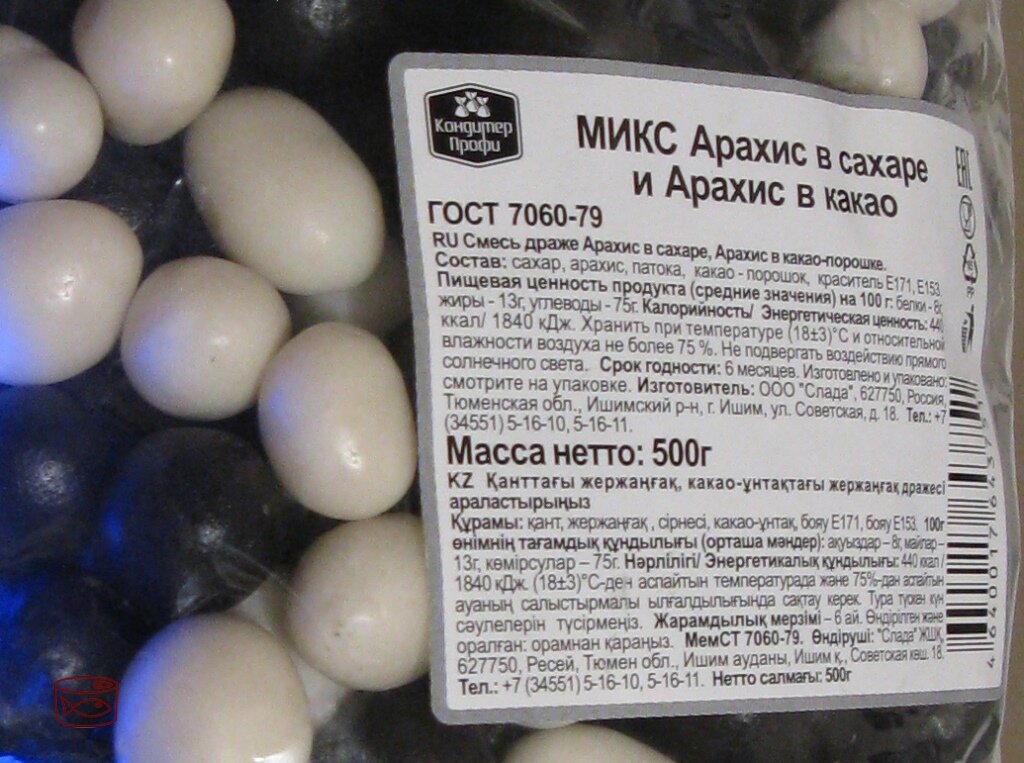 Кондитер
Профи
МИКС Арахис в сахаре
и Арахис в какао
ГОСТ 7060-79
RU Смесь драже Арахис в сахаре, Арахис в какао-порошке.
Состав: сахар, арахис, патока, какао - порошок, краситель Е171, Е153.
Пищевая ценность продукта (средние значения) на 100 г: белки - 8г,
жиры - 13г, углеводы - 75г. Калорийность/ Энергетическая ценность: 440
ккал/ 1840 кДж. Хранить при температуре (18±3)°С и относительной
влажности воздуха не более 75 %. Не подвергать воздействию прямого
солнечного света. Срок годности: 6 месяцев. Изготовлено и упаковано:
смотрите на упаковке. Изготовитель: ООО "Слада", 627750, Россия,
Тюменская обл., Ишимский р-н, г. Ишим, ул. Советская, д. 18. Тел.: +7
(34551) 5-16-10, 5-16-11.
Масса нетто: 500г
KZ Қанттағы жержаңғақ, какао-ұнтақтағы жержаңғақ дражесі
араластырыңыз
Құрамы: қант, жержаңғақ , сірнесі, какао-ұнтақ, бояу Е171, бояу Е153. 100г
өнімнің тағамдық құндылығы (орташа мәндер): ақуыздар – 8г, майлар –
13г, көмірсулар – 75г. Нәрлілігі/ Энергетикалық құндылығы: 440 ккал /
1840 кДж. (18±3)°С-ден аспайтын температурада және 75%-дан аспайтын
ауаның салыстырмалы ылғалдылығында сақтау керек. Тура түскен күн
сәулелерін түсірмеңіз. Жарамдылық мерзімі – 6 ай. Өндірілген және
оралған: орамнан қараңыз. МемСТ 7060-79. Өндіруші: "Слада" ЖШҚ,
627750, Ресей, Тюмен обл., Ишим ауданы, Ишим қ., Советская көш. 18.
Тел.: +7 (34551) 5-16-10, 5-16-11. Нетто салмағы: 500г
EAC
PP